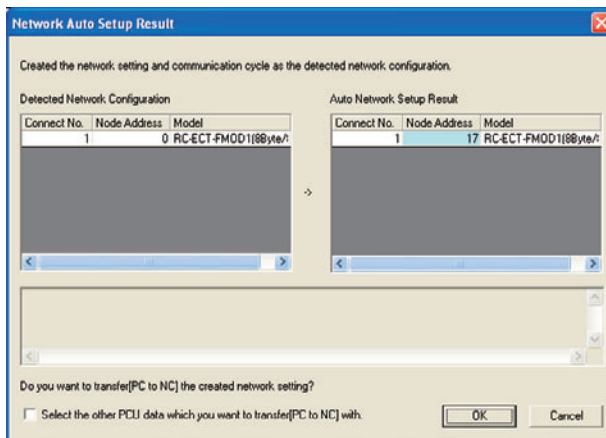 Network Auto Setup Result
Created the network setting and communication cycle as the detected network configuration.
Detected Network Configuration
Connect No. Node Address Model
1 0 RC-ECT-FMOD1(8Byte/
->
Auto Network Setup Result
Connect No. Node Address Model
1 17 RC-ECT-FMOD1(8Byte/
Do you want to transfer[PC to NC] the created network setting?
Select the other PCU data which you want to transfer[PC to NC] with.
OK
Cancel